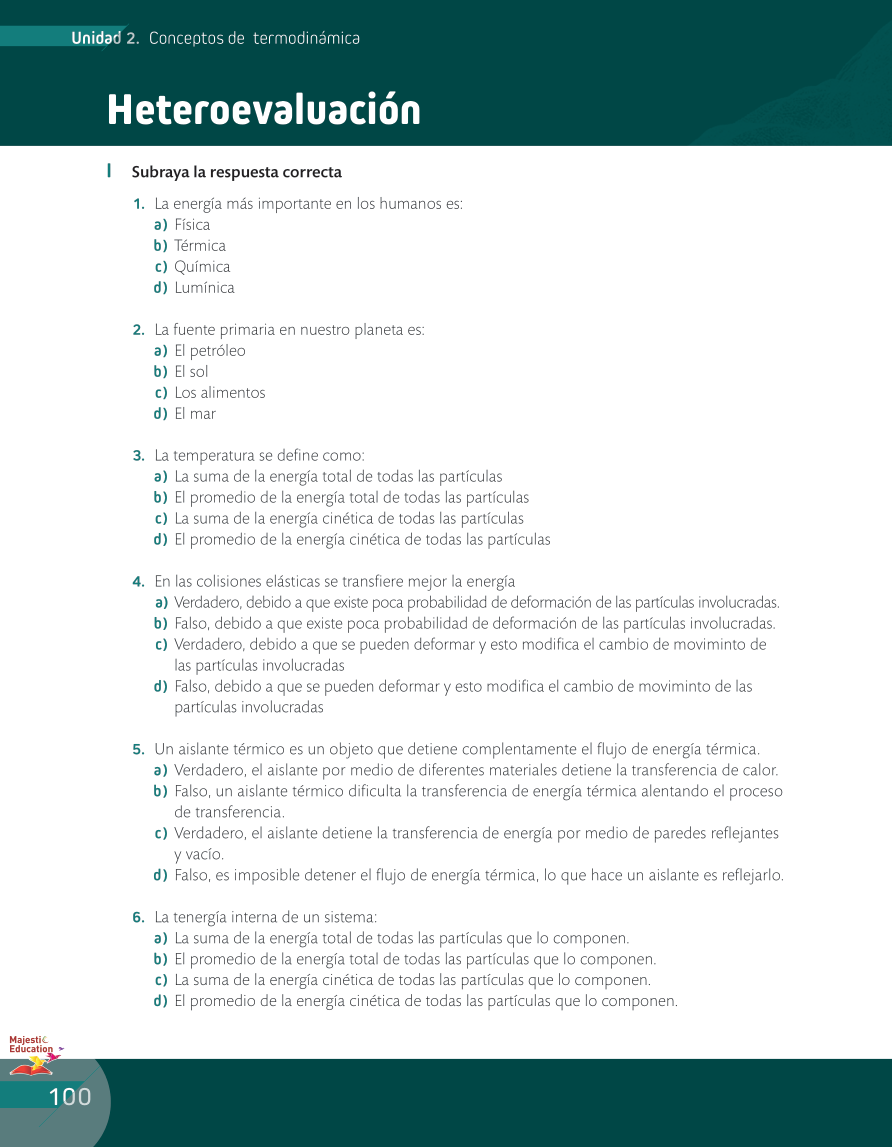 Unidad 2. Conceptos de termodinámica
Heteroevaluación
I Subraya la respuesta correcta
1. La energía más importante en los humanos es:
a) Física
b) Térmica
c) Química
d) Lumínica
2. La fuente primaria en nuestro planeta es:
a) El petróleo
b) El sol
c) Los alimentos
d) El mar
3. La temperatura se define como:
a) La suma de la energía total de todas las partículas
b) El promedio de la energía total de todas las partículas
c) La suma de la energía cinética de todas las partículas
d) El promedio de la energía cinética de todas las partículas
4. En las colisiones elásticas se transfiere mejor la energía
a) Verdadero, debido a que existe poca probabilidad de deformación de las partículas involucradas.
b) Falso, debido a que existe poca probabilidad de deformación de las partículas involucradas.
c) Verdadero, debido a que se pueden deformar y esto modifica el cambio de moviminto de
las partículas involucradas
d) Falso, debido a que se pueden deformar y esto modifica el cambio de moviminto de las
partículas involucradas
5. Un aislante térmico es un objeto que detiene complentamente el flujo de energía térmica.
a) Verdadero, el aislante por medio de diferentes materiales detiene la transferencia de calor.
b) Falso, un aislante térmico dificulta la transferencia de energía térmica alentando el proceso
de transferencia.
c) Verdadero, el aislante detiene la transferencia de energía por medio de paredes reflejantes
y vacío.
d) Falso, es imposible detener el flujo de energía térmica, lo que hace un aislante es reflejarlo.
6. La tenergía interna de un sistema:
a) La suma de la energía total de todas las partículas que lo componen.
b) El promedio de la energía total de todas las partículas que lo componen.
c) La suma de la energía cinética de todas las partículas que lo componen.
d) El promedio de la energía cinética de todas las partículas que lo componen.
Majestic
Education
100